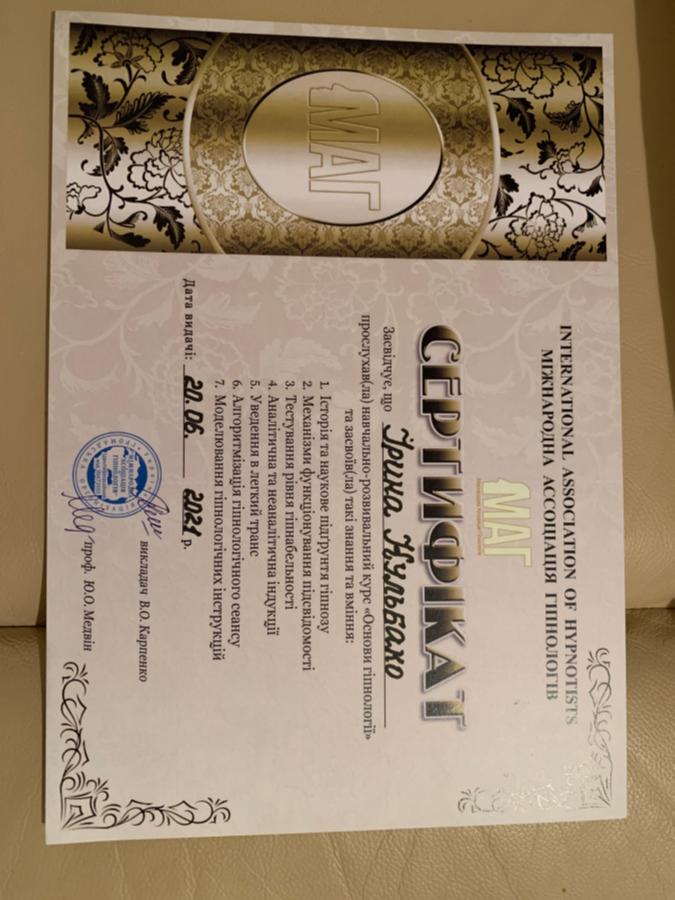 МАГ
INTERNATIONAL ASSOCIATION OF HYPNOTISTS
МІЖНАРОДНА АССОЦІАЦІЯ ГІПНОЛОГІВ
МАГ
СЕРТИФІКАТ
Засвідчує, що Ірина Кульбако
прослухав(ла) навчально-розвивальний курс «Основи гіпнології»
та засвоїв(ла) такі знання та вміння:
1. Історія та наукове підґрунтя гіпнозу
2. Механізми функціонування підсвідомості
3. Тестування рівня гіпнабельності
4. Аналітична та неаналітична індукції
5. Уведення в легкий транс
6. Алгоритмізація гіпнологічного сеансу
7. Моделювання гіпнологічних інструкцій
Дата видачі: 20.06. 2021 р.
викладач В.О. Карпенко
проф. Ю.О. Медвін